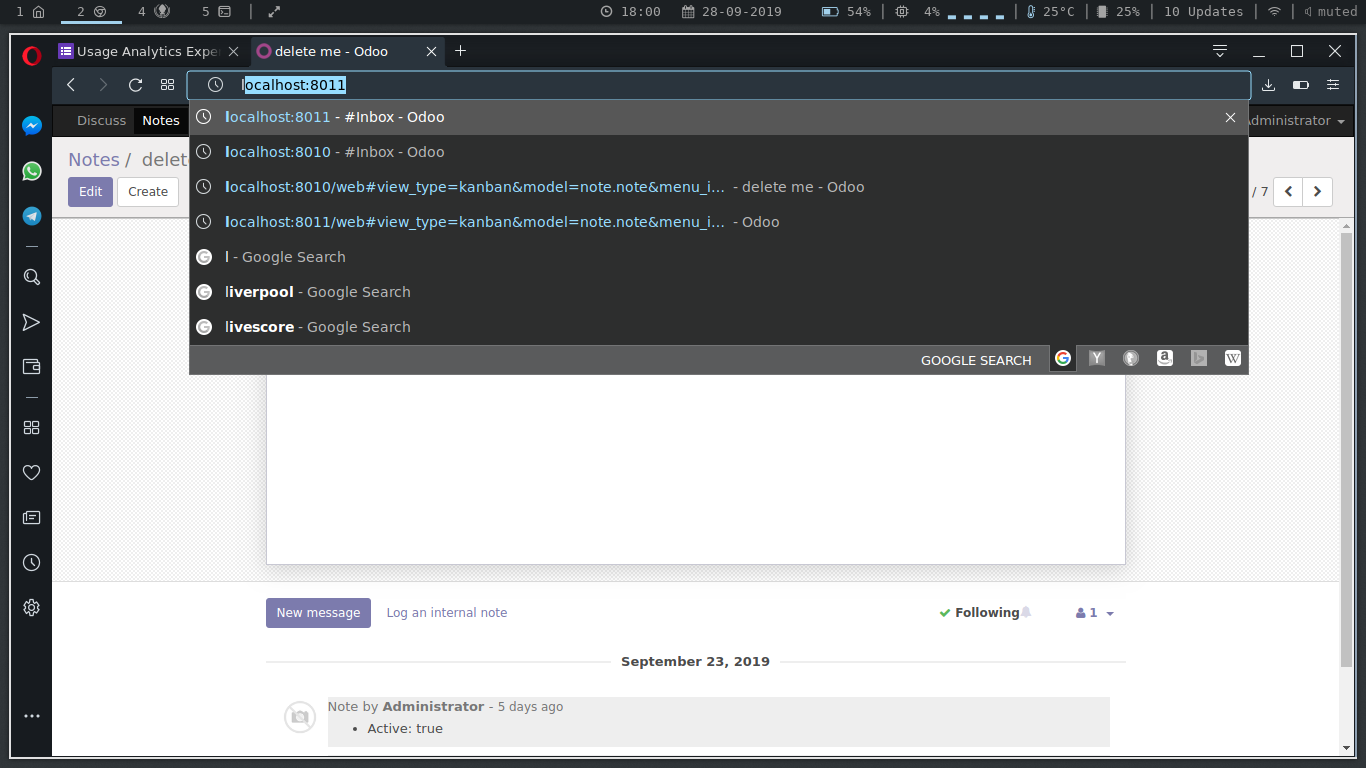 1 2 4 5 18:00 28-09-2019 54% 4% 25°C 25% 10 Updates muted
Usage Analytics Expe delete me - Odoo
localhost:8011
Discuss Notes dministrator
localhost:8011 - #Inbox - Odoo
localhost:8010 - #Inbox - Odoo
Notes / delet
localhost:8010/web#view_type=kanban&model=note.note&menu_i... - delete me - Odoo
Edit Create / 7
localhost:8011/web#view_type=kanban&model=note.note&menu_i... - Odoo
l - Google Search
liverpool - Google Search
livescore - Google Search
GOOGLE SEARCH
New message Log an internal note Following 1
September 23, 2019
Note by Administrator - 5 days ago
• Active: true